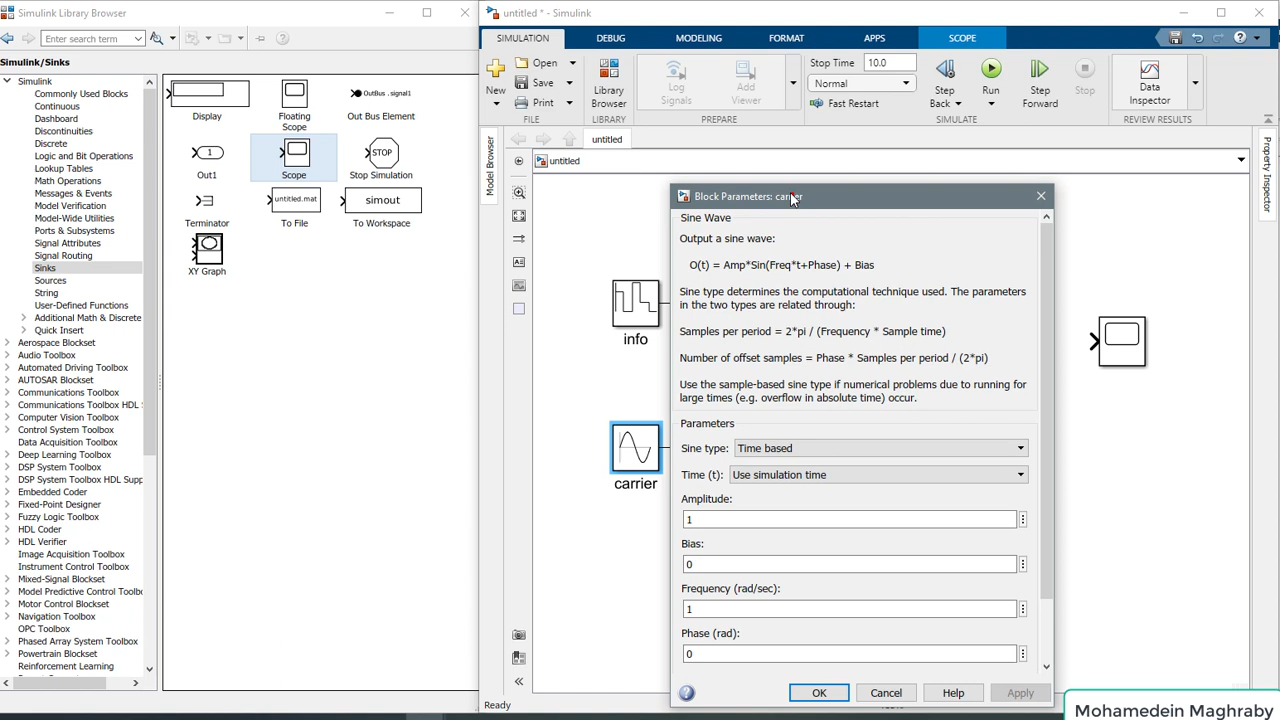 Simulink Library Browser
Enter search term
Simulink/Sinks
Simulink
Commonly Used Blocks
Continuous
Dashboard
Discontinuities
Discrete
Logic and Bit Operations
Lookup Tables
Math Operations
Messages & Events
Model Verification
Model-Wide Utilities
Ports & Subsystems
Signal Attributes
Signal Routing
Sinks
Sources
String
User-Defined Functions
Additional Math & Discrete
Quick Insert
Aerospace Blockset
Audio Toolbox
Automated Driving Toolbox
AUTOSAR Blockset
Communications Toolbox
Communications Toolbox HDL S
Computer Vision Toolbox
Control System Toolbox
Data Acquisition Toolbox
Deep Learning Toolbox
DSP System Toolbox
DSP System Toolbox HDL Supp
Embedded Coder
Fixed-Point Designer
Fuzzy Logic Toolbox
HDL Coder
HDL Verifier
Image Acquisition Toolbox
Instrument Control Toolbox
Mixed-Signal Blockset
Model Predictive Control Toolb
Motor Control Blockset
Navigation Toolbox
OPC Toolbox
Phased Array System Toolbox
Powertrain Blockset
Reinforcement Learning
Display
Floating
Scope
OutBus .signal1
Out Bus Element
1
Out1
Scope
STOP
Stop Simulation
Terminator
untitled.mat
To File
simout
To Workspace
XY Graph
untitled * - Simulink
SIMULATION
DEBUG
MODELING
FORMAT
APPS
SCOPE
New
Open
Save
Print
FILE
Library
Browser
Log
Signals
Add
Viewer
PREPARE
Stop Time 10.0
Normal
Fast Restart
Step
Back
Run
Step
Forward
Stop
SIMULATE
Data
Inspector
REVIEW RESULTS
Model Browser
untitled
untitled
Property Inspector
info
carrier
Ready
Block Parameters: carrier
Sine Wave
Output a sine wave:
O(t) = Amp*Sin(Freq*t+Phase) + Bias
Sine type determines the computational technique used. The parameters
in the two types are related through:
Samples per period = 2*pi / (Frequency * Sample time)
Number of offset samples = Phase * Samples per period / (2*pi)
Use the sample-based sine type if numerical problems due to running for
large times (e.g. overflow in absolute time) occur.
Parameters
Sine type: Time based
Time (t): Use simulation time
Amplitude:
1
Bias:
0
Frequency (rad/sec):
1
Phase (rad):
0
OK
Cancel
Help
Apply
Mohamedein Maghraby